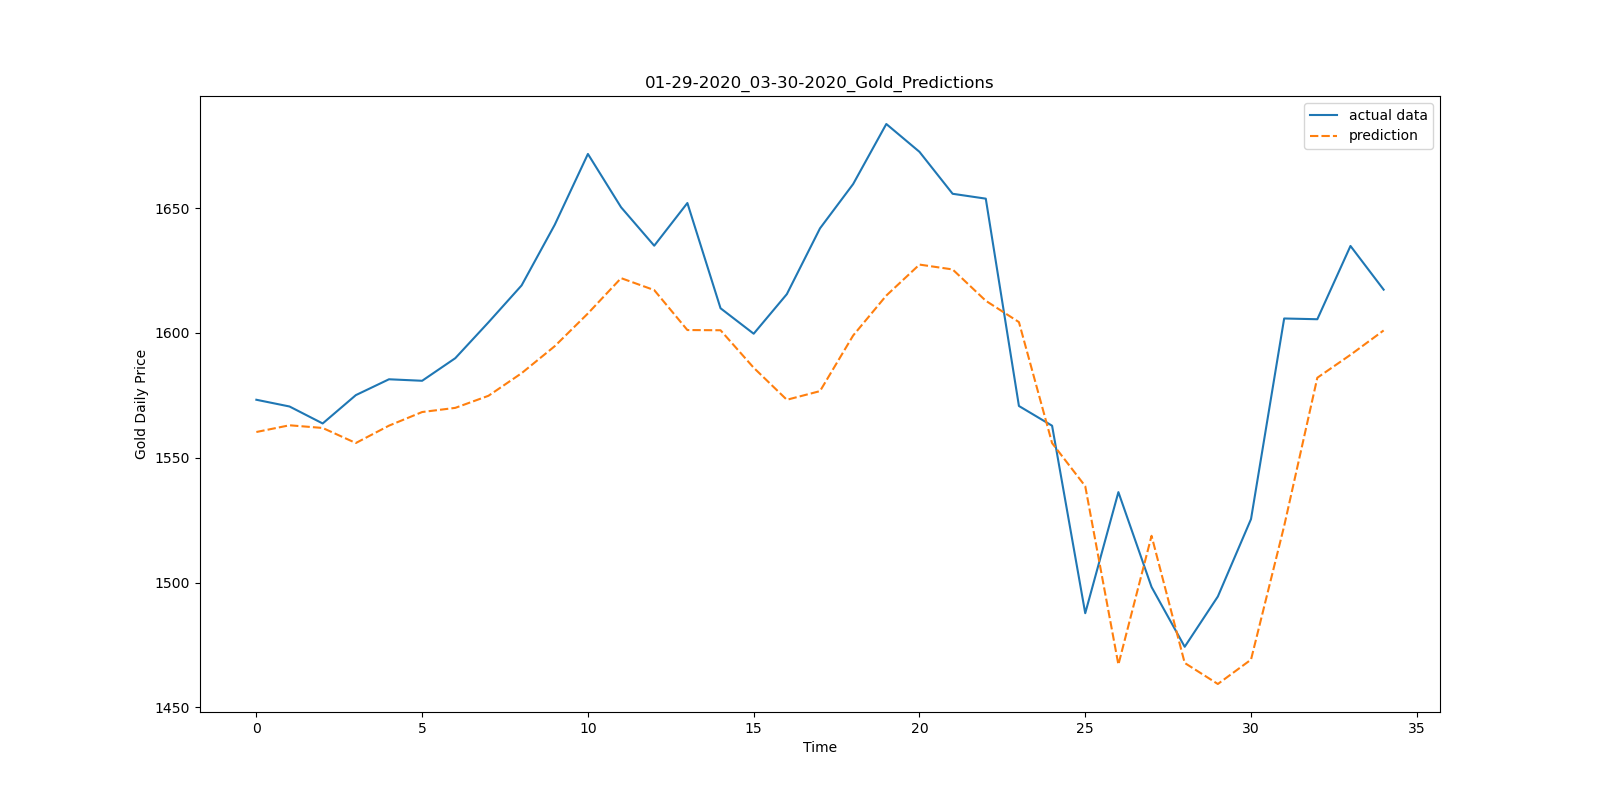 01-29-2020_03-30-2020_Gold_Predictions
actual data
prediction
Gold Daily Price
1650
1600
1550
1500
1450
0 5 10 15 20 25 30 35
Time